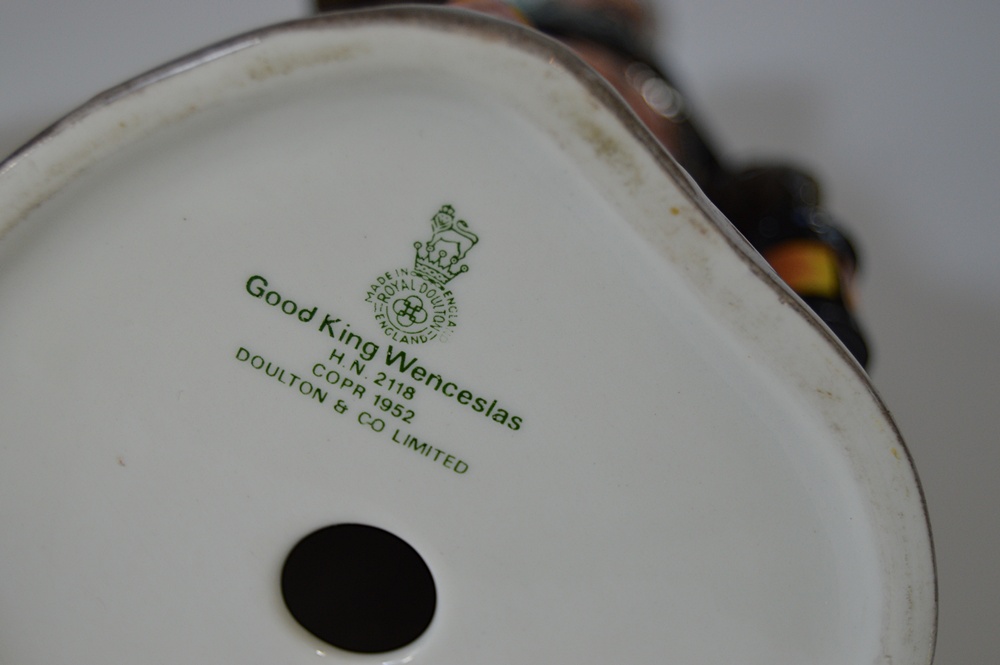 MADE IN ENGLAND
ROYAL DOULTON
ENGLAND
Good King Wenceslas
H.N. 2118
COPR 1952
DOULTON & CO LIMITED